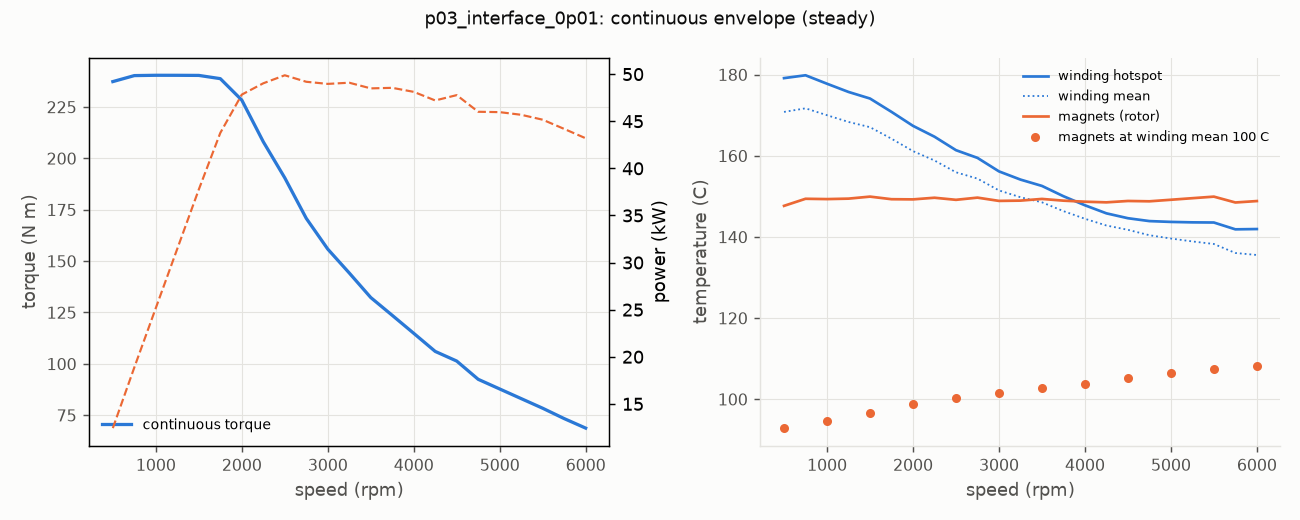 p03_interface_0p01: continuous envelope (steady)
torque (N m)
225
200
175
150
125
100
75
continuous torque
1000 2000 3000 4000 5000 6000
speed (rpm)
50
45
40
35
30
25
20
15
power (kW)
temperature (C)
180
160
140
120
100
winding hotspot
winding mean
magnets (rotor)
magnets at winding mean 100 C
1000 2000 3000 4000 5000 6000
speed (rpm)